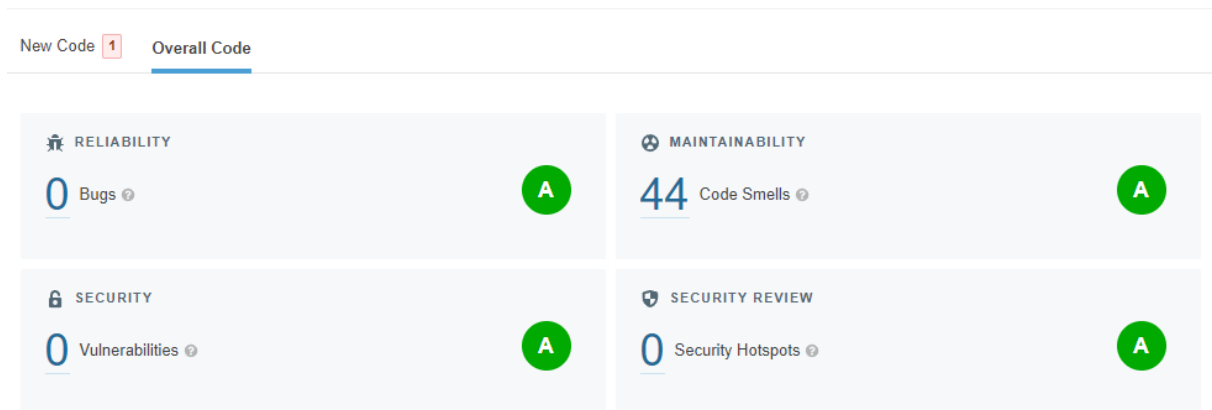 New Code 1 Overall Code
RELIABILITY
0 Bugs ?
A
MAINTAINABILITY
44 Code Smells ?
A
SECURITY
0 Vulnerabilities ?
A
SECURITY REVIEW
0 Security Hotspots ?
A